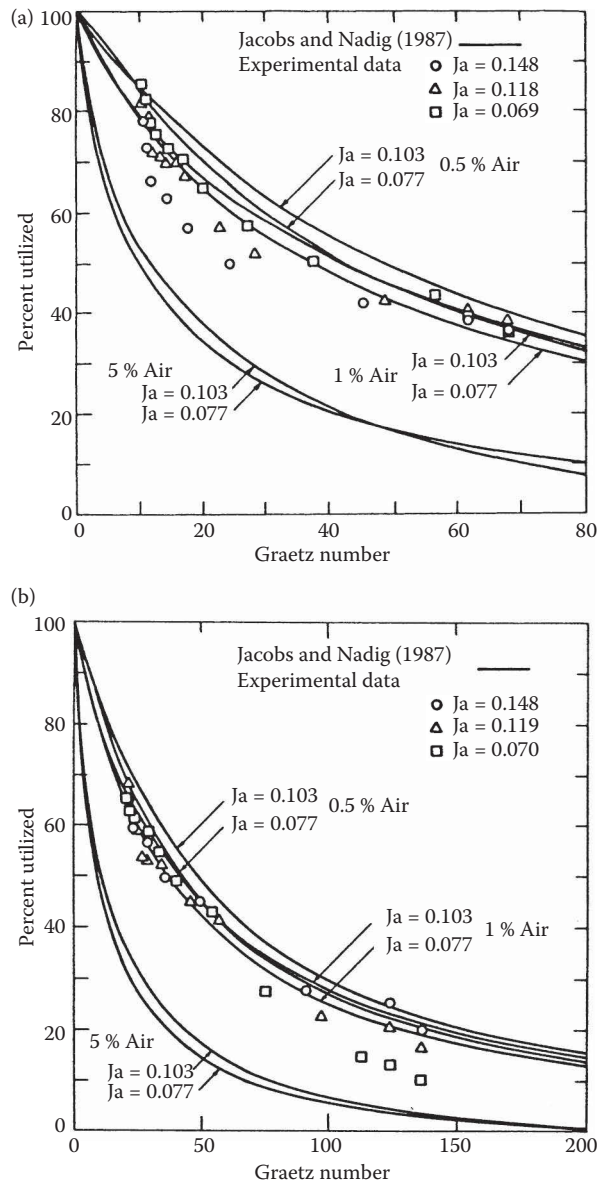 (a)
100
80
60
40
20
0
Percent utilized
Jacobs and Nadig (1987)
Experimental data
Ja = 0.148
Ja = 0.118
Ja = 0.069
Ja = 0.103
0.5 % Air
Ja = 0.077
5 % Air
Ja = 0.103
Ja = 0.077
Ja = 0.103
1 % Air
Ja = 0.077
0
20
40
60
80
Graetz number
(b)
100
80
60
40
20
0
Percent utilized
Jacobs and Nadig (1987)
Experimental data
Ja = 0.148
Ja = 0.119
Ja = 0.070
Ja = 0.103
0.5 % Air
Ja = 0.077
Ja = 0.103
1 % Air
Ja = 0.077
5 % Air
Ja = 0.103
Ja = 0.077
0
50
100
150
200
Graetz number